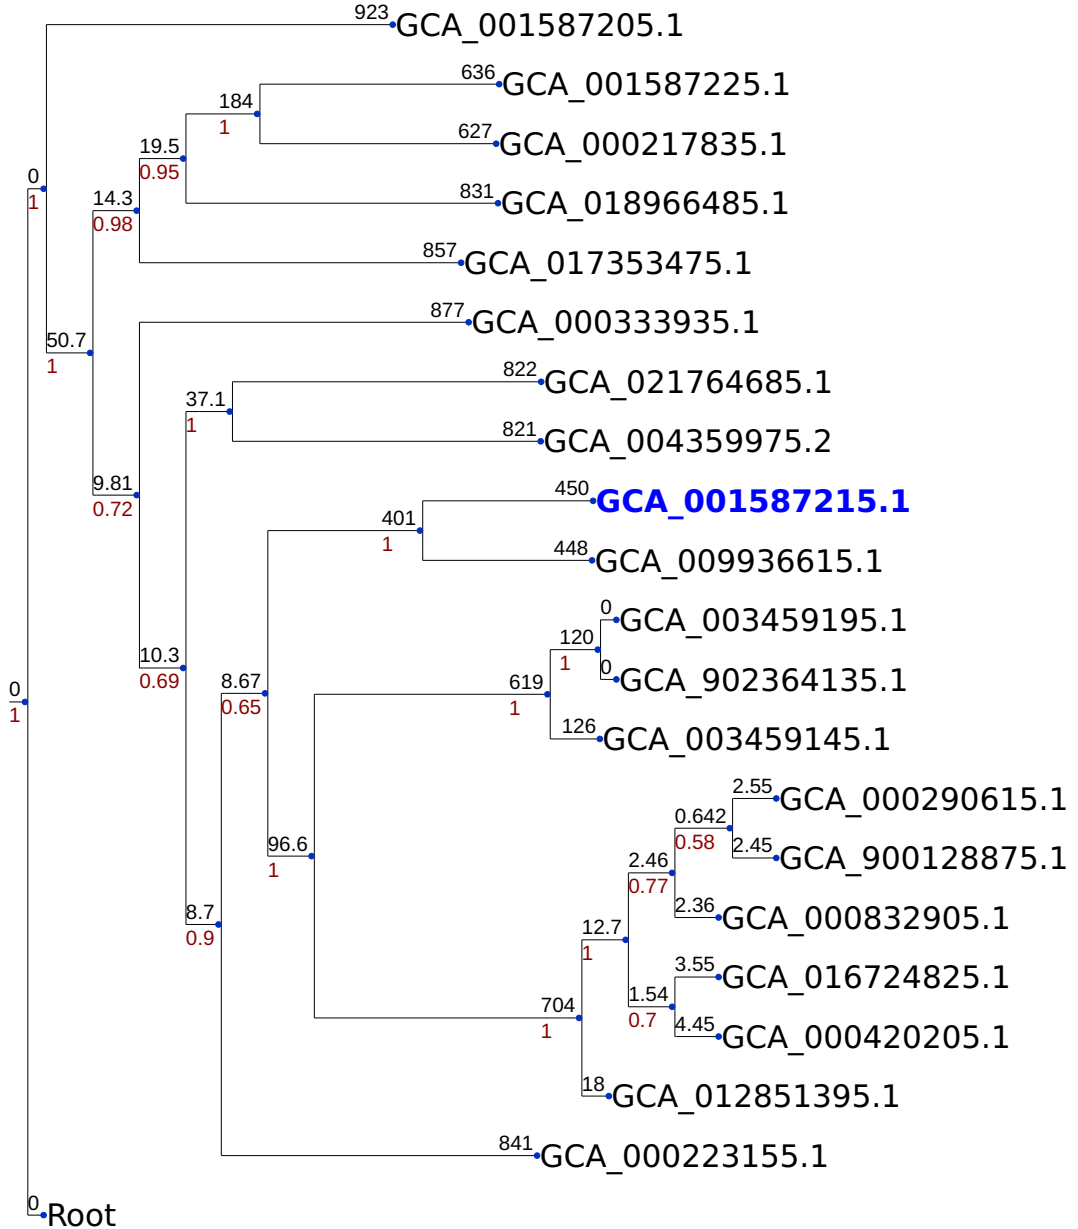 923 GCA_001587205.1
636 GCA_001587225.1
184
1
627 GCA_000217835.1
19.5
0.95
0
1
831 GCA_018966485.1
14.3
0.98
857 GCA_017353475.1
877 GCA_000333935.1
50.7
1
822 GCA_021764685.1
37.1
1
821 GCA_004359975.2
9.81
0.72
450 GCA_001587215.1
401
1
448 GCA_009936615.1
0 GCA_003459195.1
120
1
10.3
0.69
0 GCA_902364135.1
8.67
0.65
619
1
0
1
126 GCA_003459145.1
2.55 GCA_000290615.1
0.642
0.58
96.6
1
2.45 GCA_900128875.1
2.46
0.77
8.7
0.9
2.36 GCA_000832905.1
12.7
1
3.55 GCA_016724825.1
1.54
0.7
704
1
4.45 GCA_000420205.1
18 GCA_012851395.1
841 GCA_000223155.1
0 Root